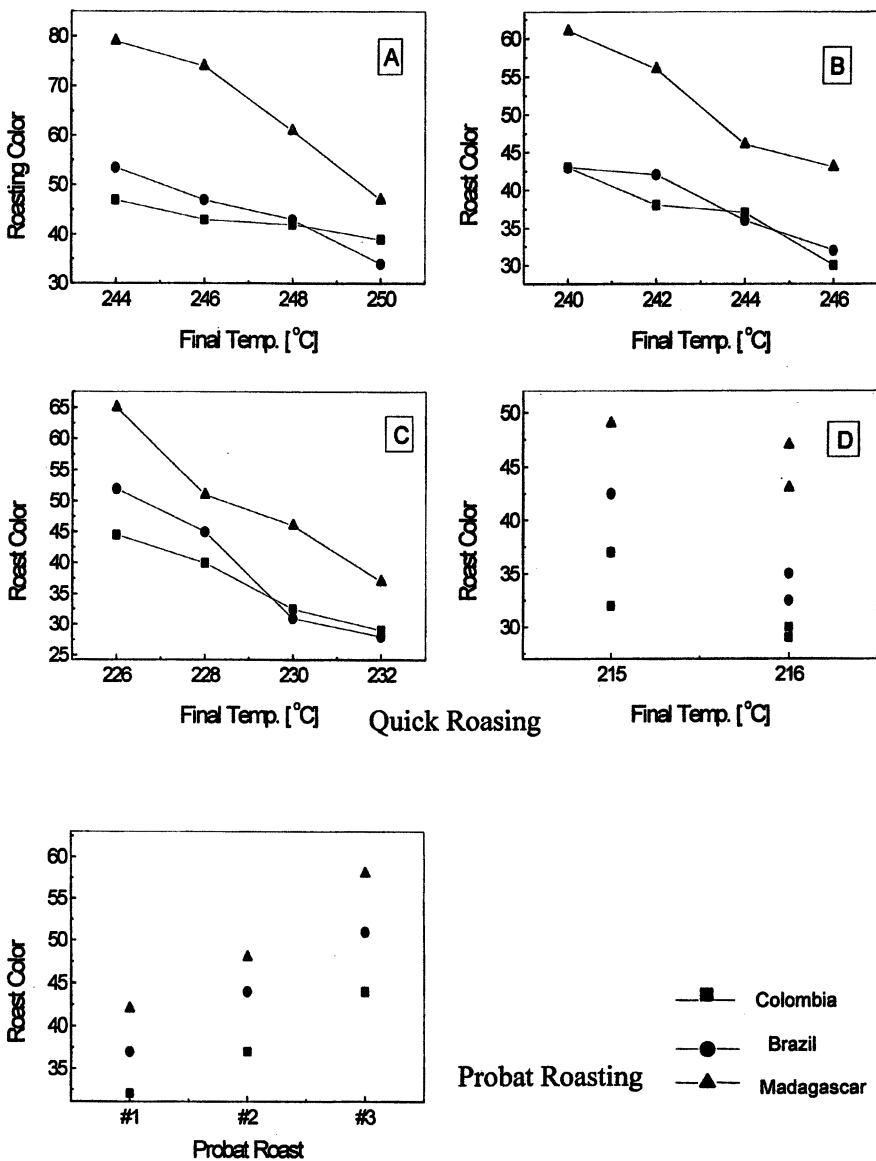 A
Roasting Color
80
70
60
50
40
30
244 246 248 250
Final Temp. [°C]
B
Roast Color
60
55
50
45
40
35
30
240 242 244 246
Final Temp. [°C]
C
Roast Color
65
60
55
50
45
40
35
30
25
226 228 230 232
Final Temp. [°C]
D
Roast Color
50
45
40
35
30
215 216
Final Temp. [°C]
Quick Roasing
Roast Color
60
55
50
45
40
35
#1 #2 #3
Probat Roast
Probat Roasting
Colombia
Brazil
Madagascar